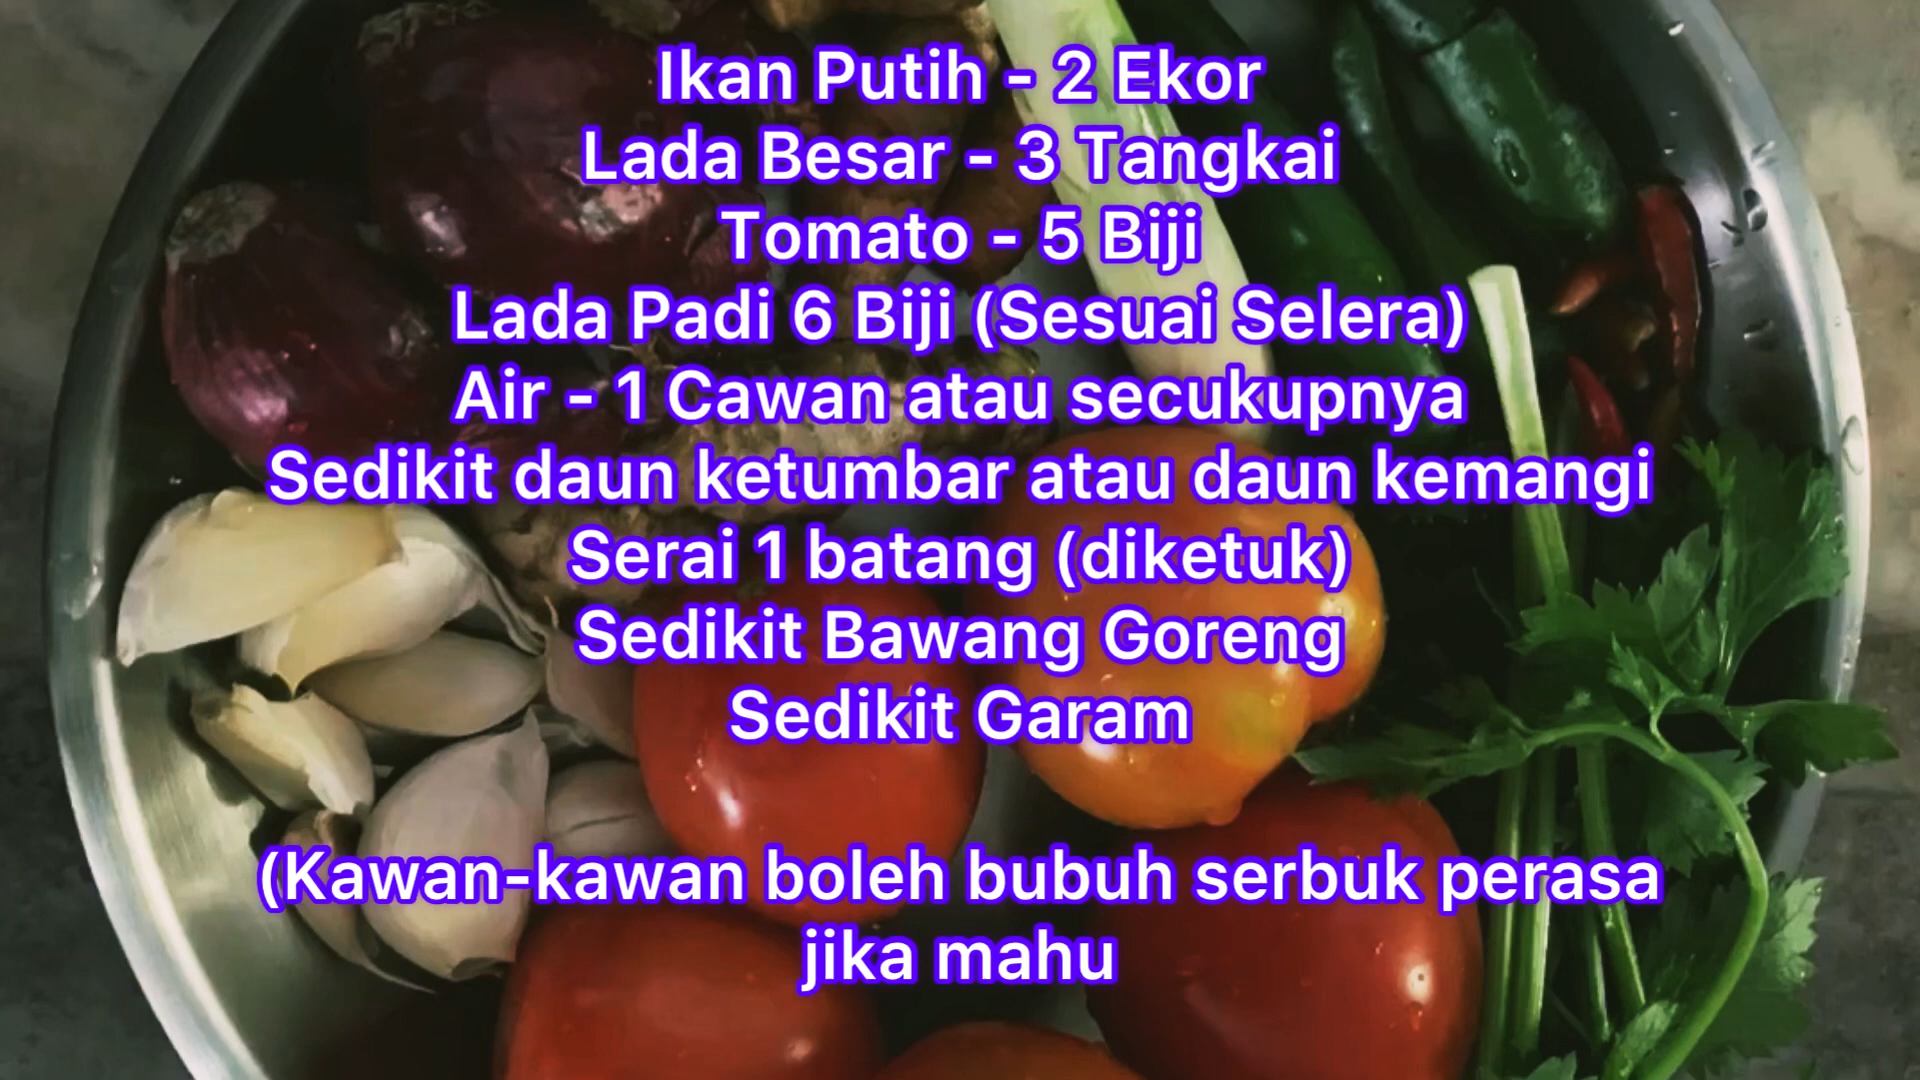 Ikan Putih - 2 Ekor
Lada Besar - 3 Tangkai
Tomato - 5 Biji
Lada Padi 6 Biji (Sesuai Selera)
Air - 1 Cawan atau secukupnya
Sedikit daun ketumbar atau daun kemangi
Serai 1 batang (diketuk)
Sedikit Bawang Goreng
Sedikit Garam
(Kawan-kawan boleh bubuh serbuk perasa
jika mahu